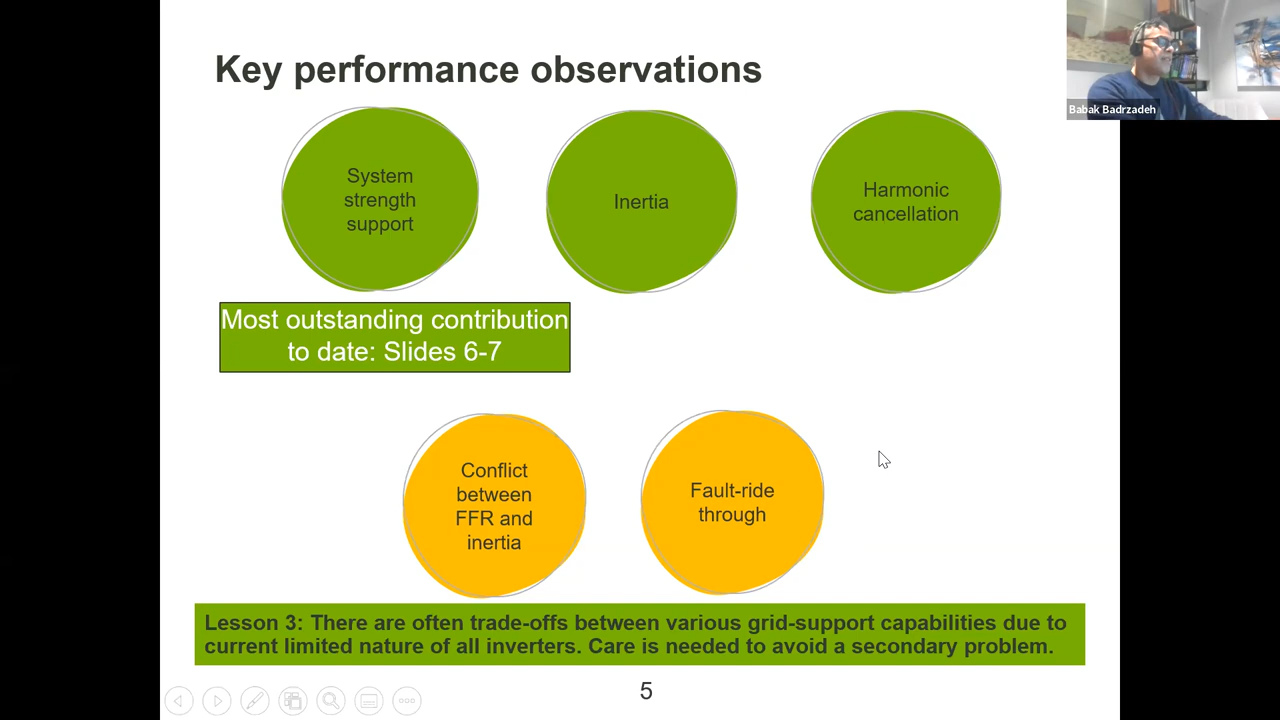 Key performance observations
Babak Badrzadeh
System
strength
support
Inertia
Harmonic
cancellation
Most outstanding contribution
to date: Slides 6-7
Conflict
between
FFR and
inertia
Fault-ride
through
Lesson 3: There are often trade-offs between various grid-support capabilities due to
current limited nature of all inverters. Care is needed to avoid a secondary problem.
5